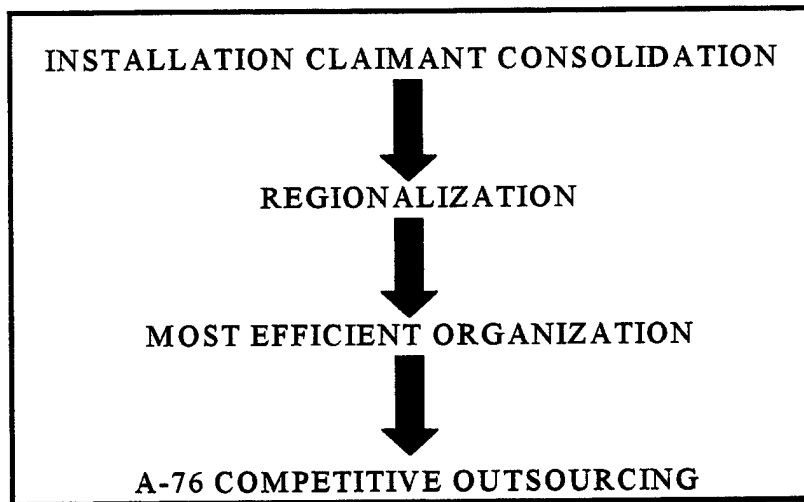 INSTALLATION CLAIMANT CONSOLIDATION
REGIONALIZATION
MOST EFFICIENT ORGANIZATION
A-76 COMPETITIVE OUTSOURCING